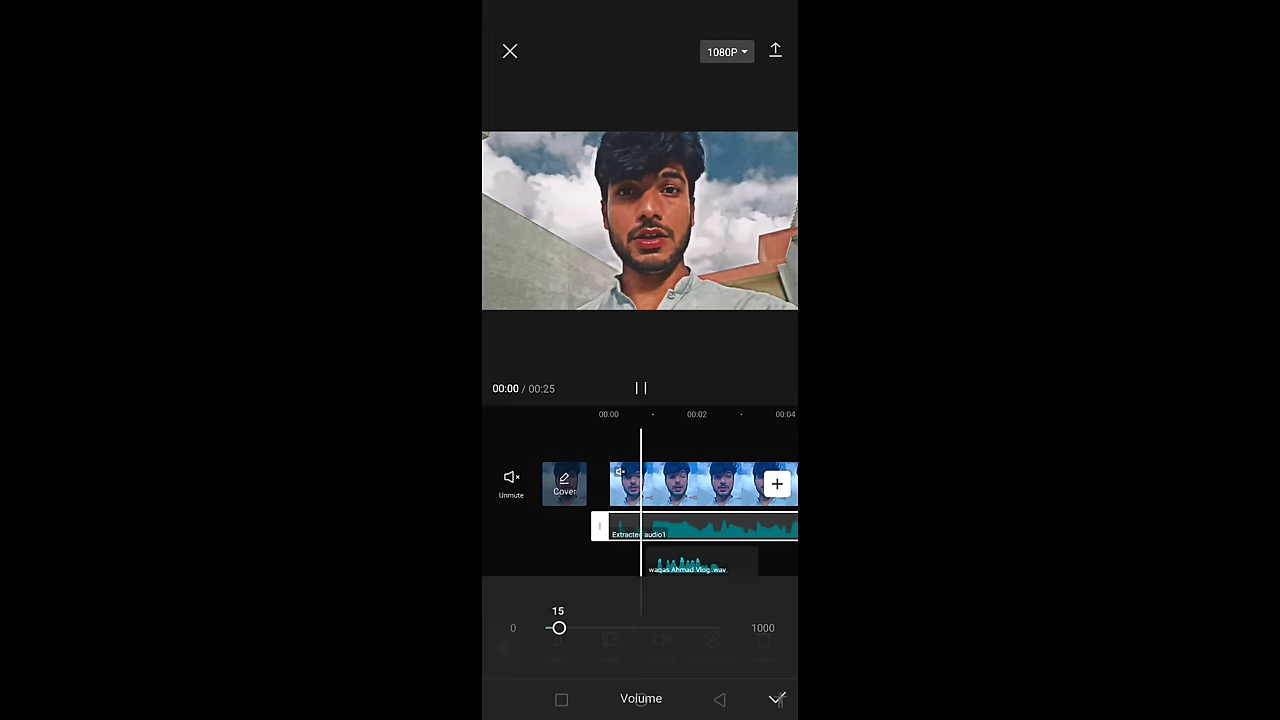 1080P
00:00 / 00:25
00:00 00:02 00:04
Unmute
Cover
Extracted audio1
waqas Ahmad Vlog .wav
15
0 1000
Volume